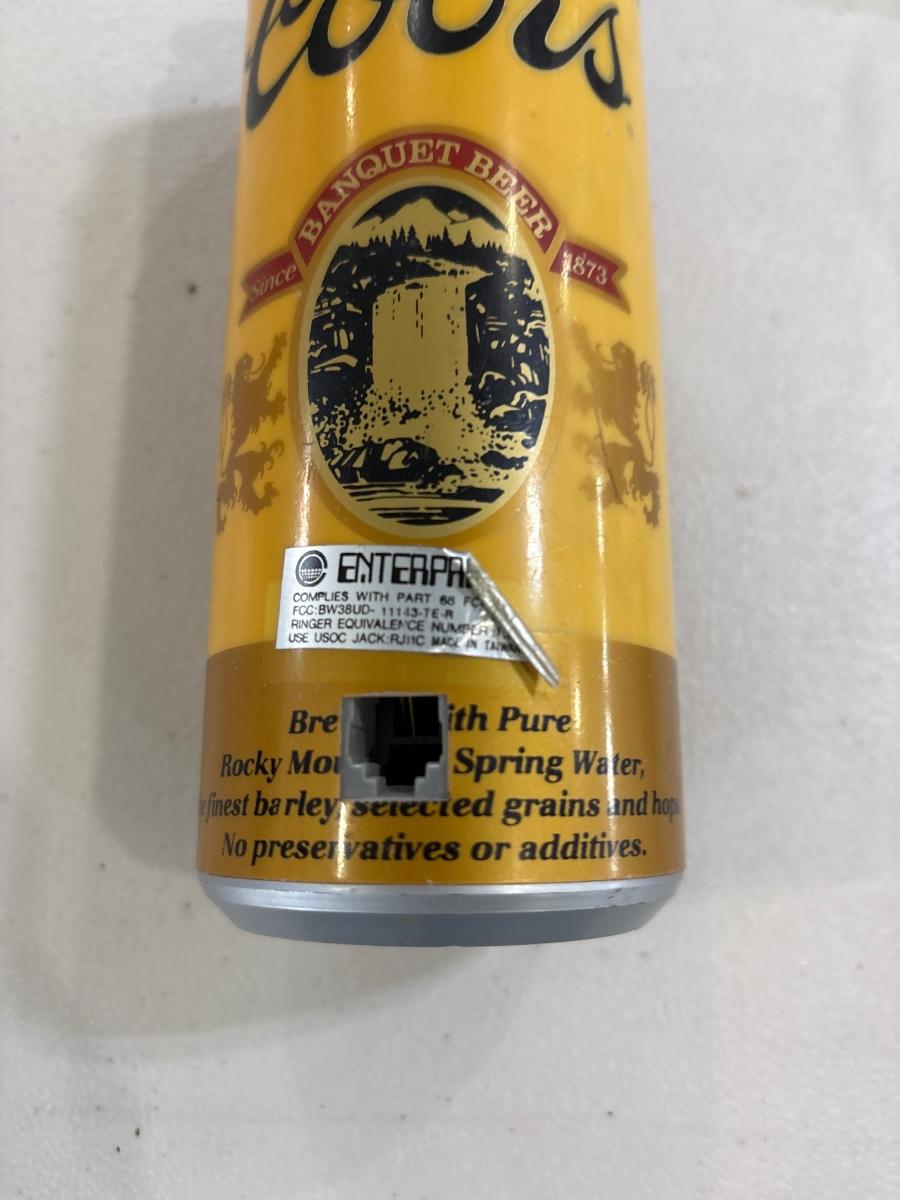 Coors
BANQUET BEER
Since 1873
ENTERPR
COMPLIES WITH PART 68 FC
FCC:BW38UD- 11143-TE-R
RINGER EQUIVALENCE NUMBER
USE USOC JACK:RJ11C MADE IN TAIWAN
Bre ith Pure
Rocky Mou Spring Water,
e finest barley, selected grains and hops.
No preservatives or additives.